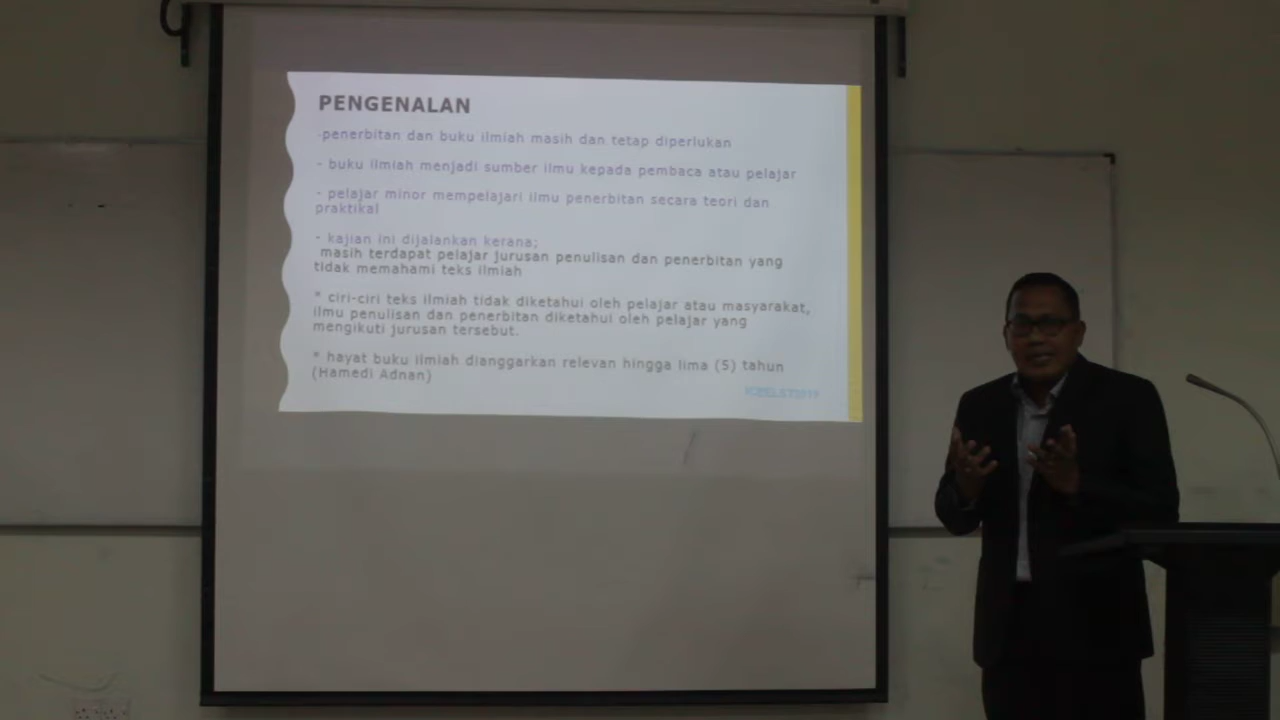 PENGENALAN
-penerbitan dan buku ilmiah masih dan tetap diperlukan
- buku ilmiah menjadi sumber ilmu kepada pembaca atau pelajar
- pelajar minor mempelajari ilmu penerbitan secara teori dan
praktikal
- kajian ini dijalankan kerana;
masih terdapat pelajar jurusan penulisan dan penerbitan yang
tidak memahami teks ilmiah
* ciri-ciri teks ilmiah tidak diketahui oleh pelajar atau masyarakat,
ilmu penulisan dan penerbitan diketahui oleh pelajar yang
mengikuti jurusan tersebut.
* hayat buku ilmiah dianggarkan relevan hingga lima (5) tahun
(Hamedi Adnan)